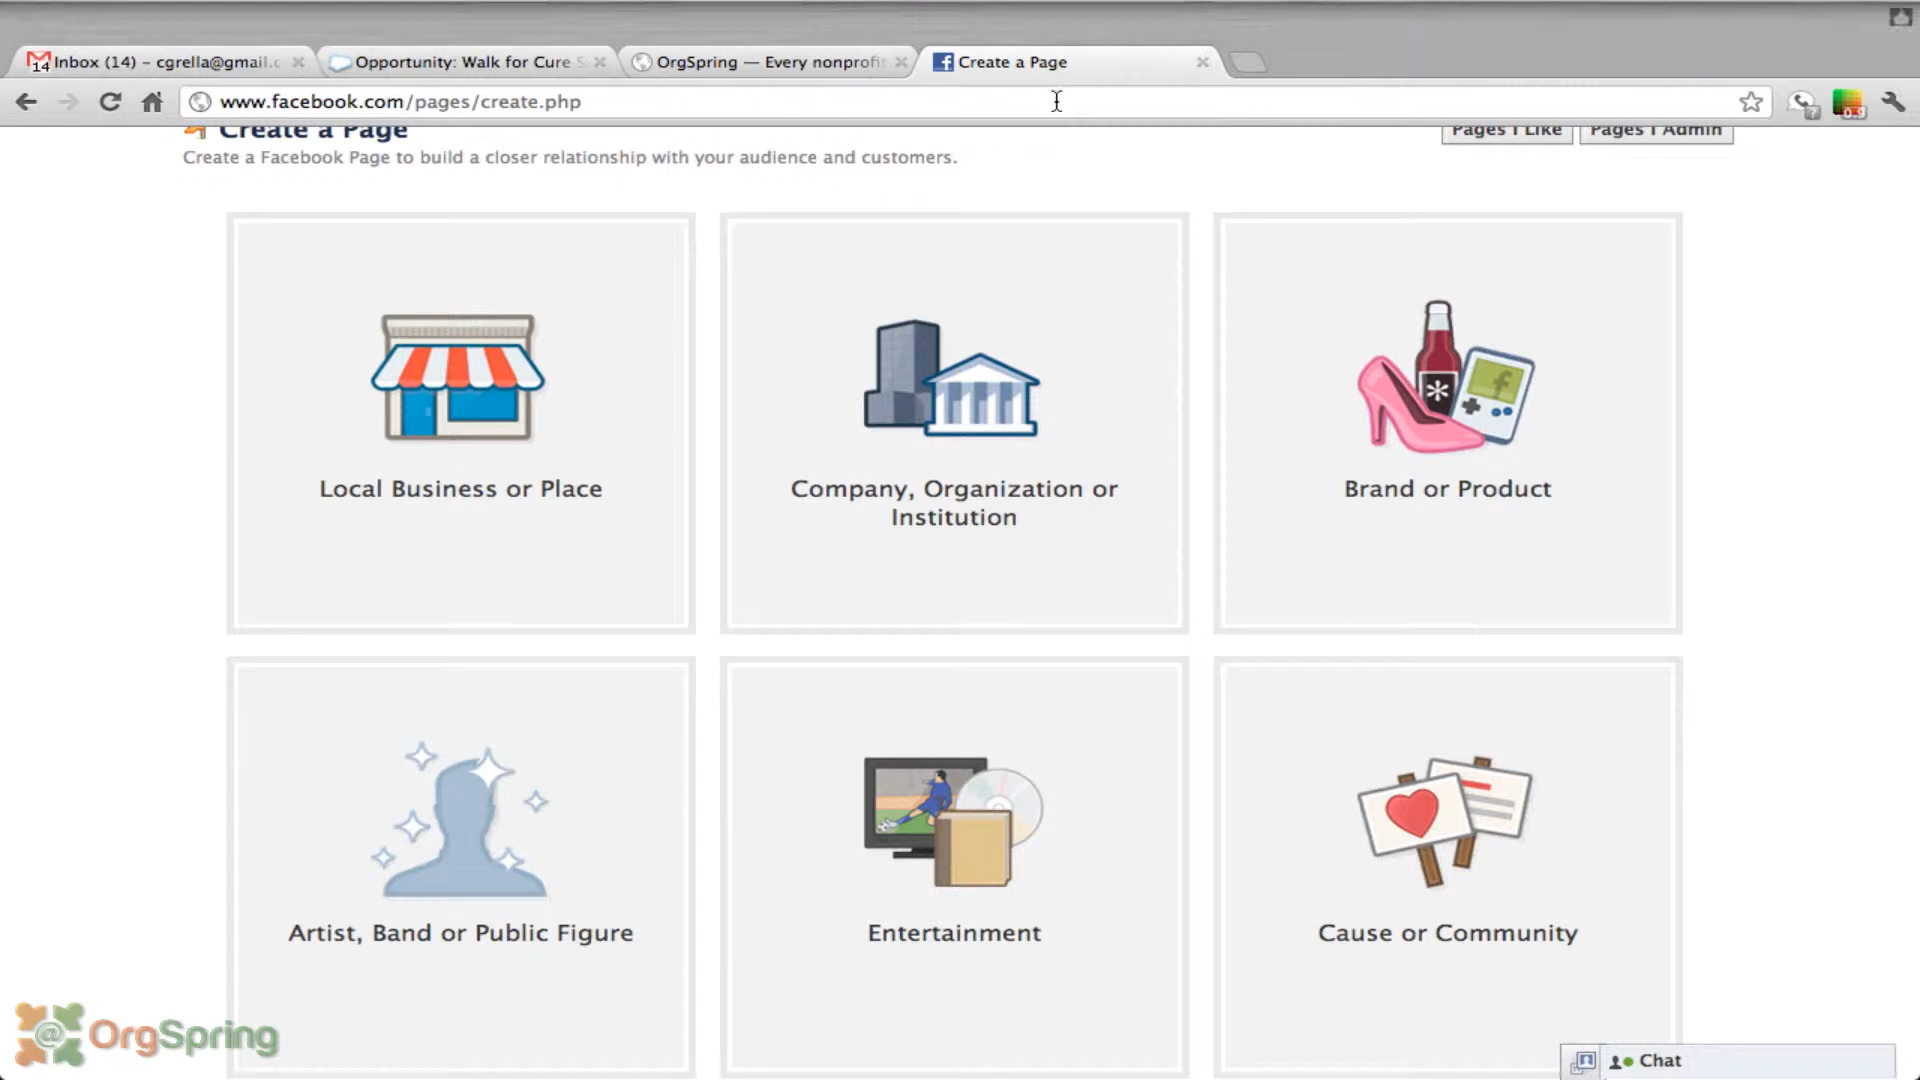 14 Inbox (14) – cgrella@gmail.c
Opportunity: Walk for Cure S
OrgSpring — Every nonprofi
Create a Page
www.facebook.com/pages/create.php
0.9
Create a Page
Pages I Like
Pages I Admin
Create a Facebook Page to build a closer relationship with your audience and customers.
Local Business or Place
Company, Organization or
Institution
Brand or Product
Artist, Band or Public Figure
Entertainment
Cause or Community
@ OrgSpring
Chat